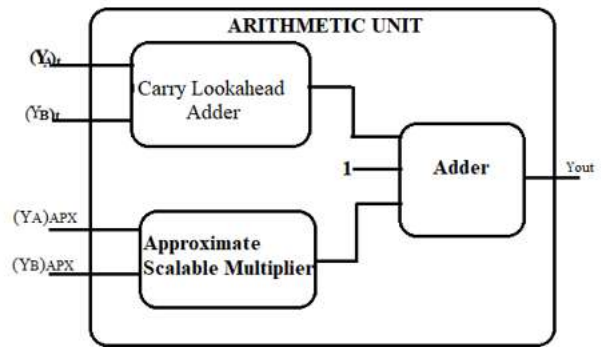 ARITHMETIC UNIT
(YA)f
Carry Lookahead
Adder
(YB)f
1
Adder
Yout
(YA)APX
Approximate
Scalable Multiplier
(YB)APX